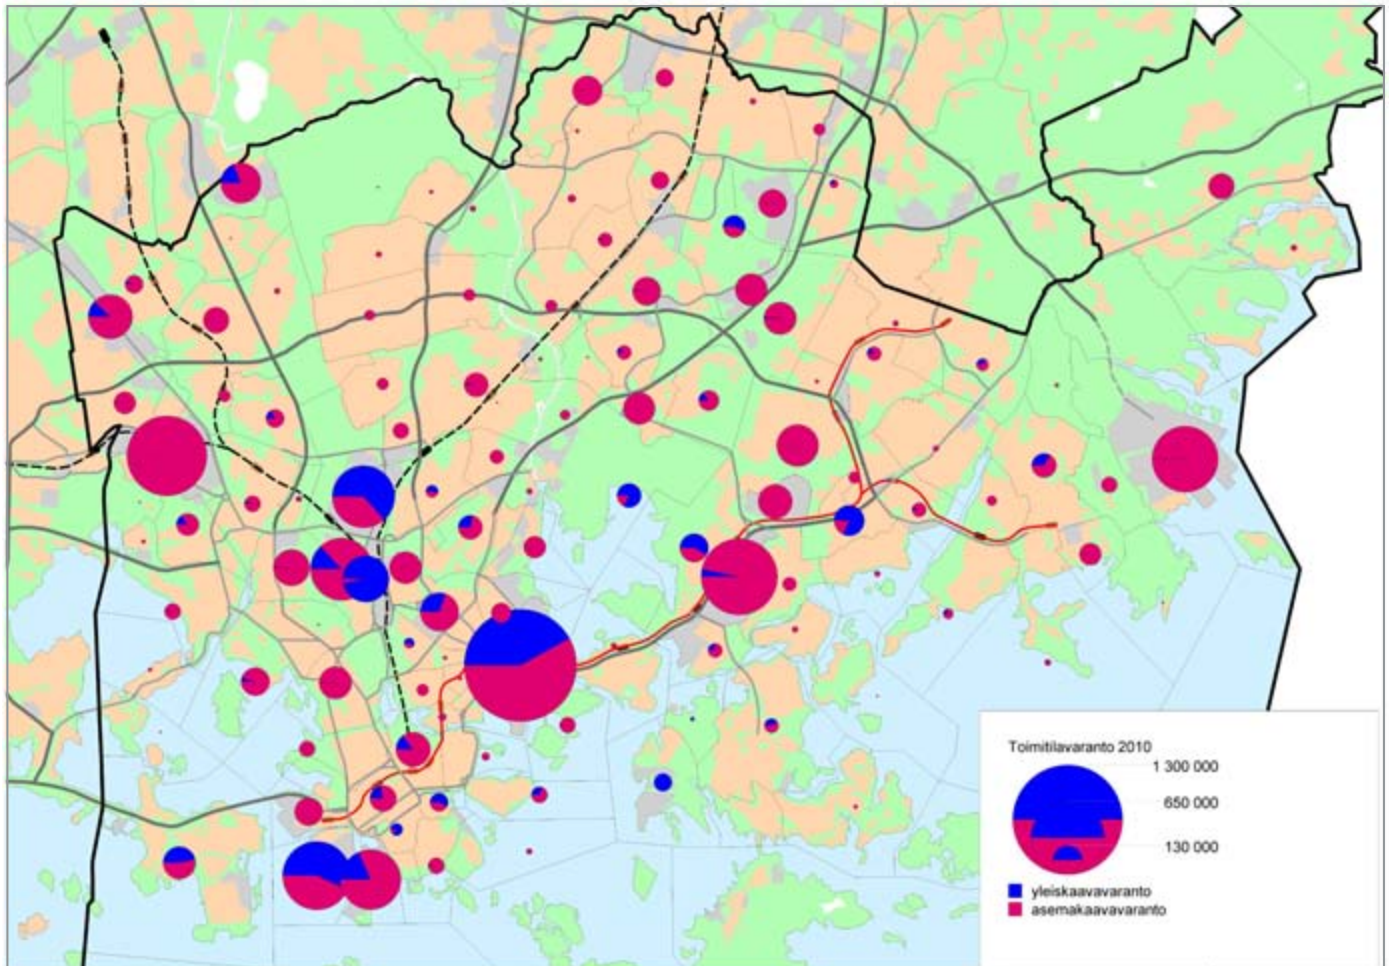 Toimitilavaranto 2010
1 300 000
650 000
130 000
yleiskaavavaranto
asemakaavavaranto